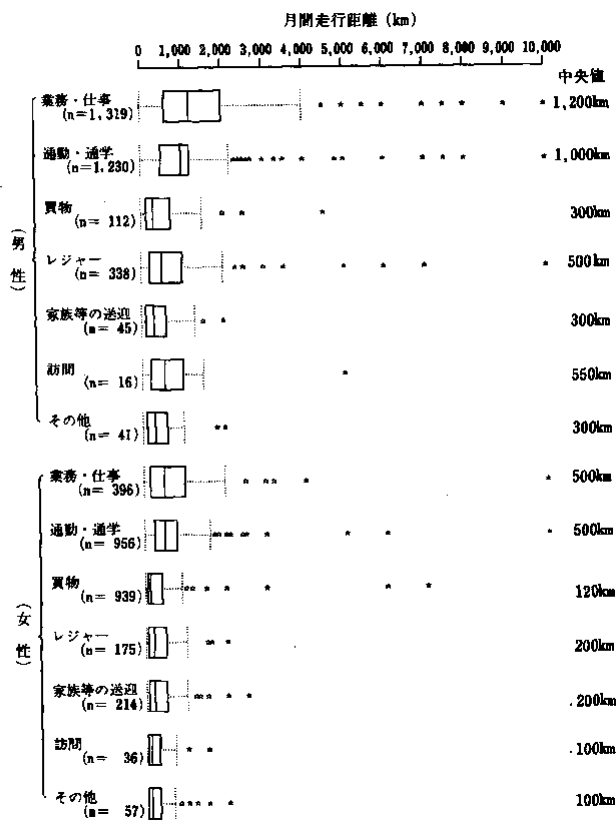 月間走行距離 (km)
0 1,000 2,000 3,000 4,000 5,000 6,000 7,000 8,000 9,000 10,000
中央値
男性
業務・仕事 1,200km
(n=1,319)
通勤・通学 1,000km
(n=1,230)
買物 300km
(n= 112)
レジャー 500km
(n= 338)
家族等の送迎 300km
(n= 45)
訪問 550km
(n= 16)
その他 300km
(n= 41)
女性
業務・仕事 500km
(n= 396)
通勤・通学 500km
(n= 956)
買物 120km
(n= 939)
レジャー 200km
(n= 175)
家族等の送迎 200km
(n= 214)
訪問 100km
(n= 36)
その他 100km
(n= 57)